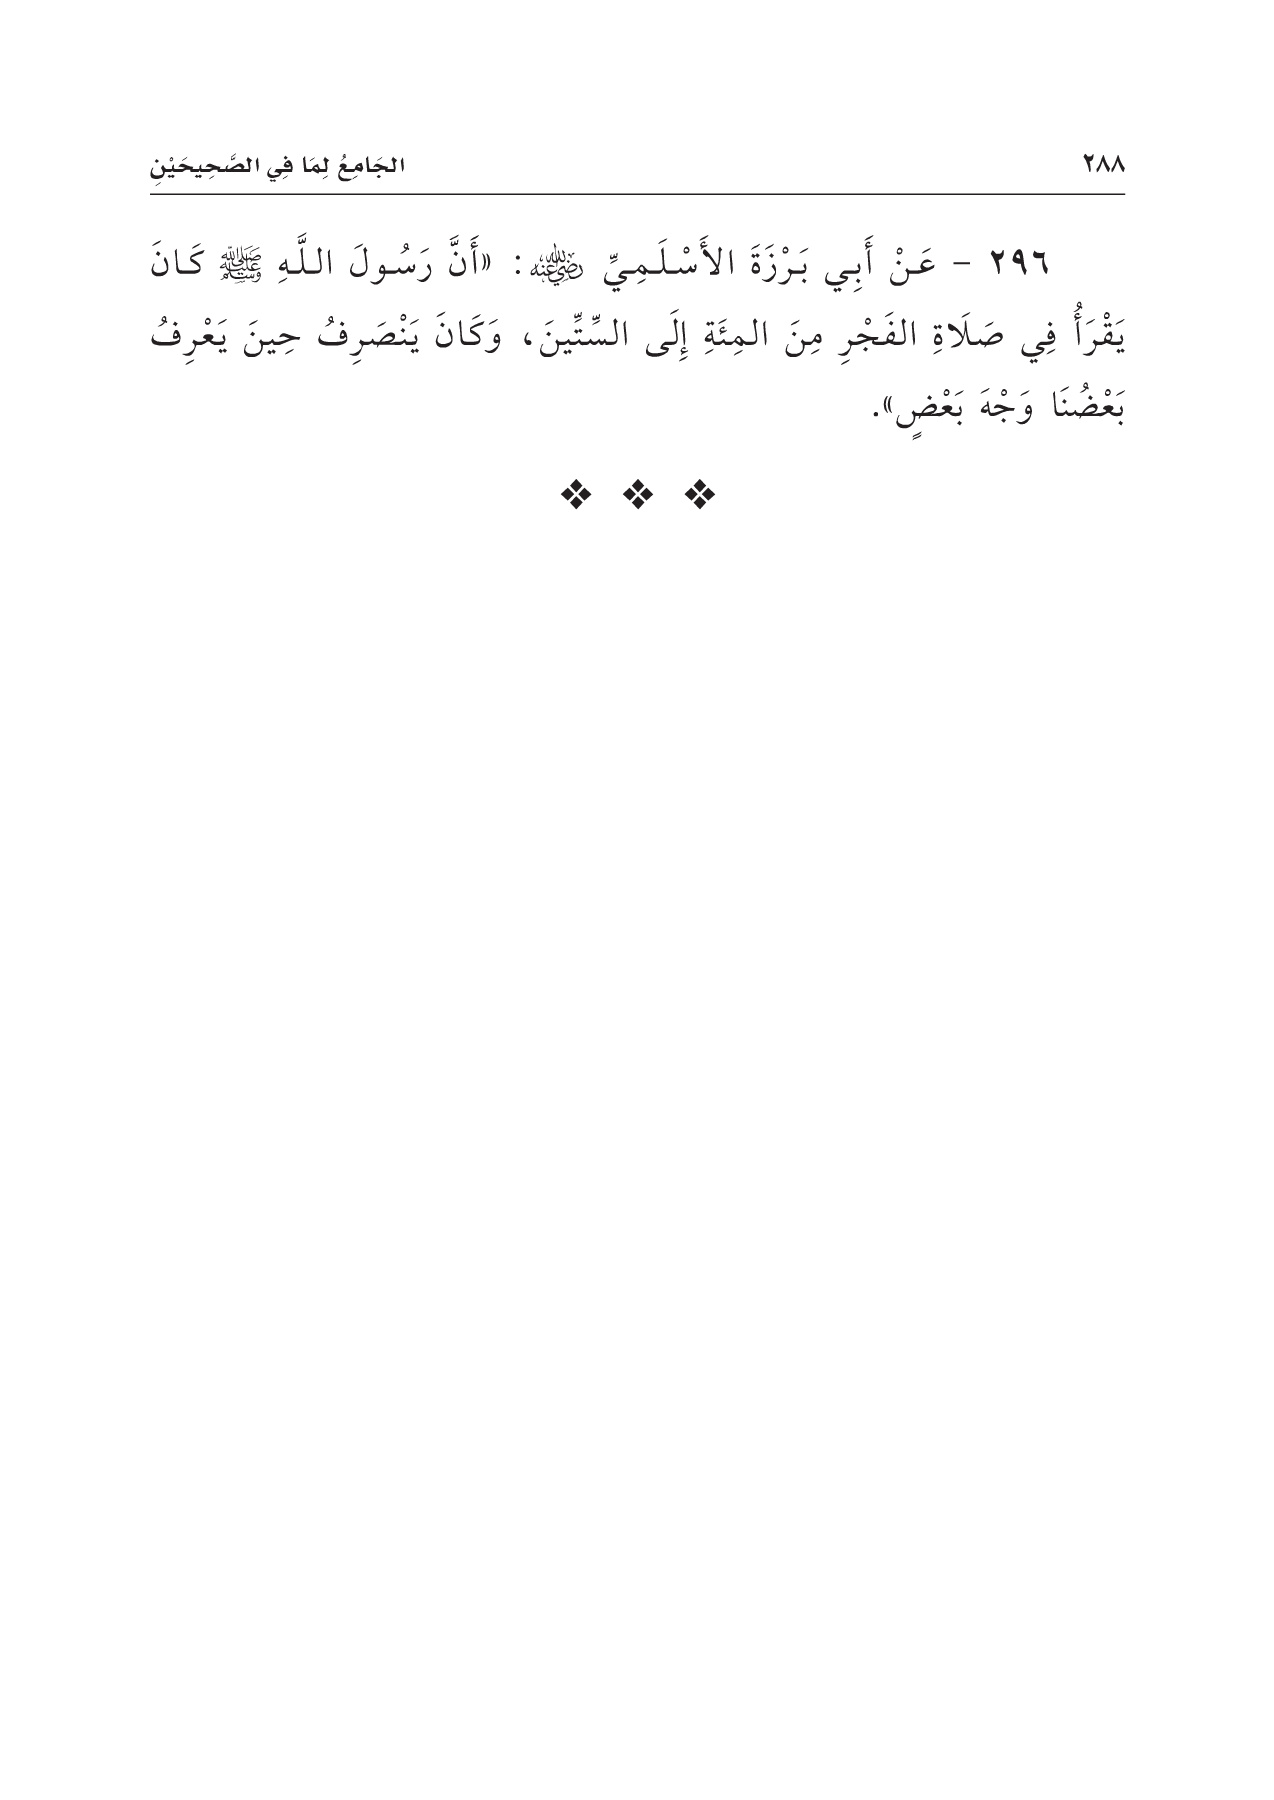 ٢٨٨ الجَامِعُ لِمَا فِي الصَّحِيحَيْنِ
٢٩٦ - عَنْ أَبِي بَرْزَةَ الأَسْلَمِيِّ رضي الله عنه: «أَنَّ رَسُولَ اللَّهِ ﷺ كَانَ
يَقْرَأُ فِي صَلَاةِ الفَجْرِ مِنَ المِئَةِ إِلَى السِّتِّينَ، وَكَانَ يَنْصَرِفُ حِينَ يَعْرِفُ
بَعْضُنَا وَجْهَ بَعْضٍ».